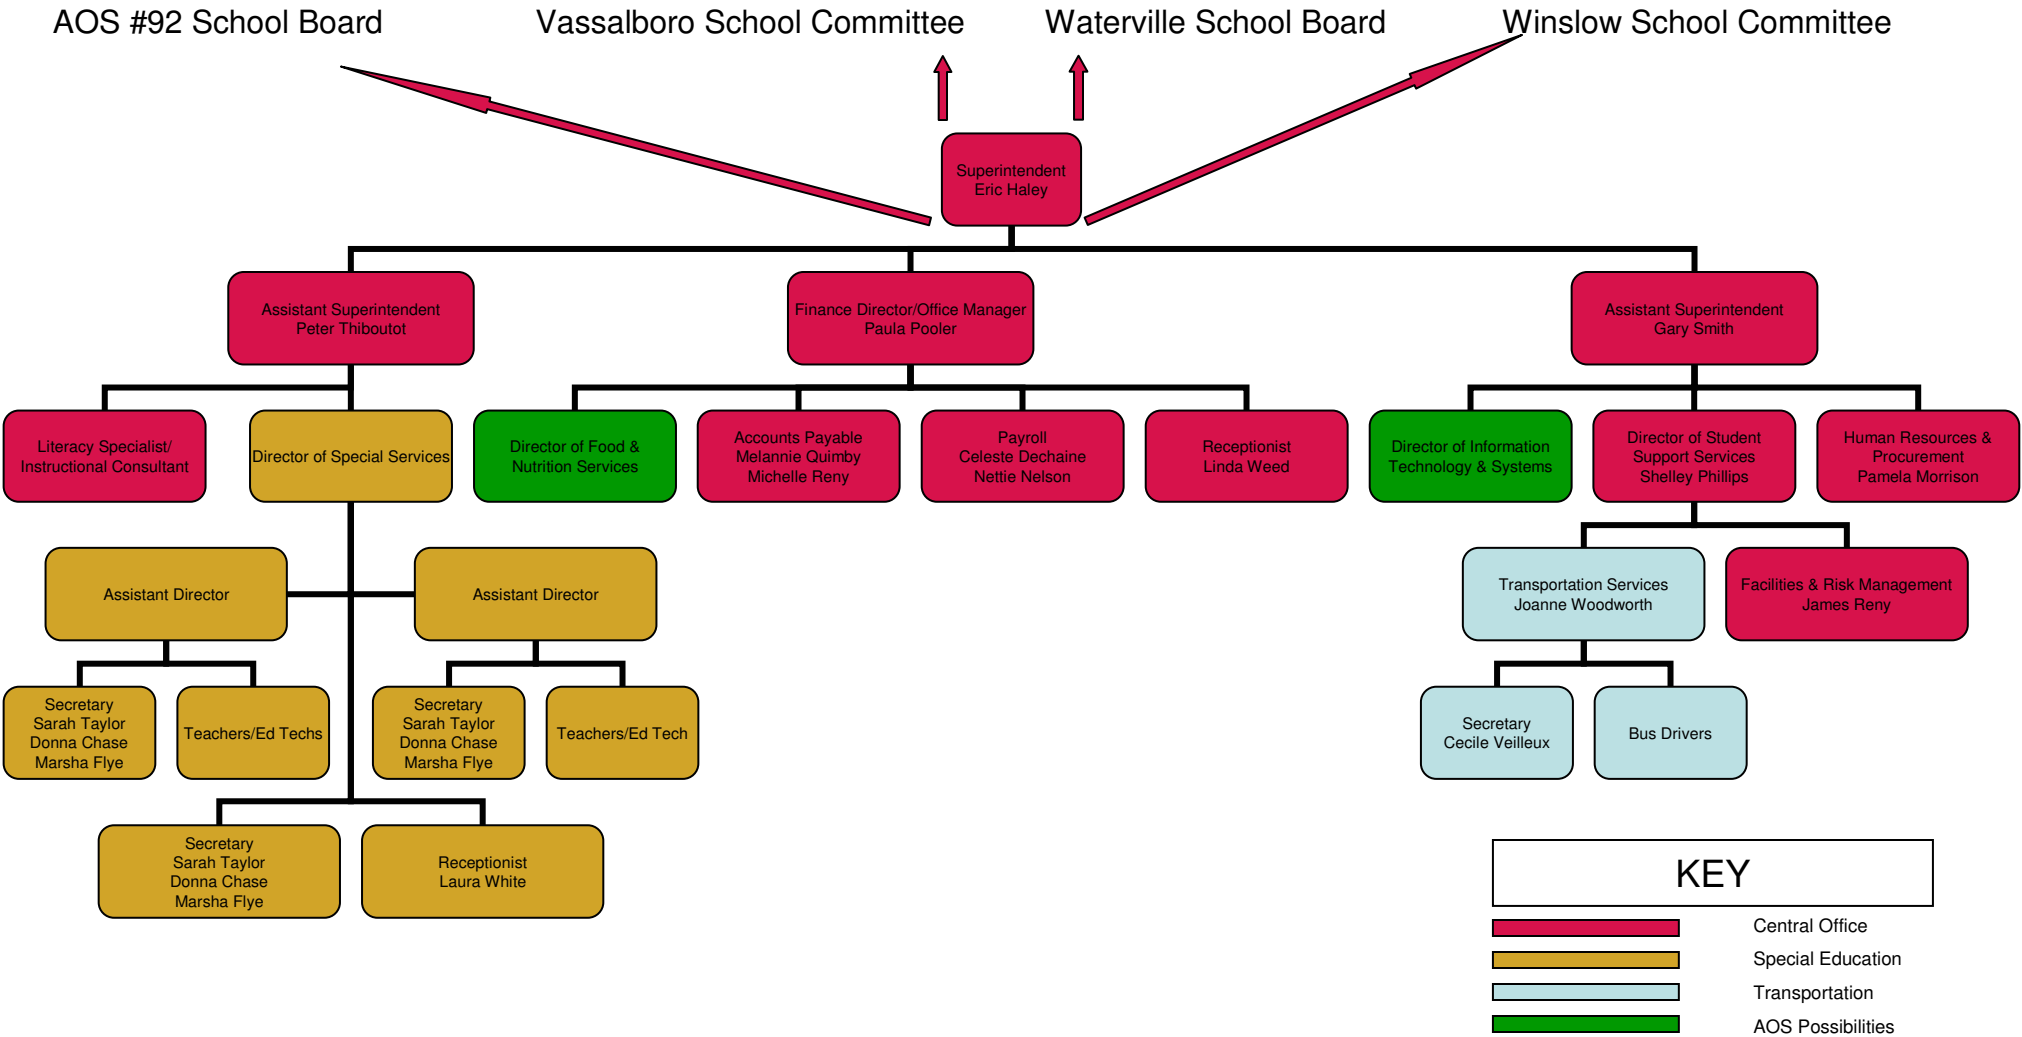 AOS #92 School Board
Vassalboro School Committee
Waterville School Board
Winslow School Committee
Superintendent
Eric Haley
Assistant Superintendent
Peter Thiboutot
Finance Director/Office Manager
Paula Pooler
Assistant Superintendent
Gary Smith
Literacy Specialist/
Instructional Consultant
Director of Special Services
Director of Food &
Nutrition Services
Accounts Payable
Melannie Quimby
Michelle Reny
Payroll
Celeste Dechaine
Nettie Nelson
Receptionist
Linda Weed
Director of Information
Technology & Systems
Director of Student
Support Services
Shelley Phillips
Human Resources &
Procurement
Pamela Morrison
Assistant Director
Assistant Director
Transportation Services
Joanne Woodworth
Facilities & Risk Management
James Reny
Secretary
Sarah Taylor
Donna Chase
Marsha Flye
Teachers/Ed Techs
Secretary
Sarah Taylor
Donna Chase
Marsha Flye
Teachers/Ed Tech
Secretary
Cecile Veilleux
Bus Drivers
Secretary
Sarah Taylor
Donna Chase
Marsha Flye
Receptionist
Laura White
KEY
Central Office
Special Education
Transportation
AOS Possibilities